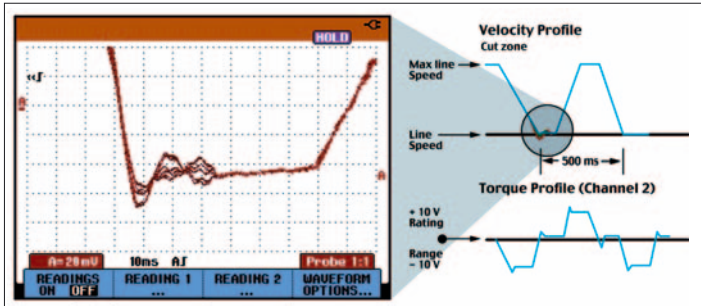 HOLD
A
A
A=20mV 10ms A Probe 1:1
READINGS
ON OFF
READING 1
...
READING 2
...
WAVEFORM
OPTIONS...
Velocity Profile
Cut zone
Max line
Speed
Line
Speed
500 ms
Torque Profile (Channel 2)
+ 10 V
Rating
Range
– 10 V